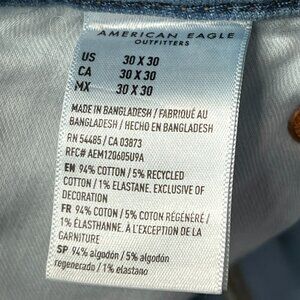 AMERICAN EAGLE
OUTFITTERS
US 30 X 30
CA 30 X 30
MX 30 X 30
MADE IN BANGLADESH / FABRIQUÉ AU
BANGLADESH / HECHO EN BANGLADESH
RN 54485 / CA 03873
RFC# AEM120605U9A
EN 94% COTTON / 5% RECYCLED
COTTON / 1% ELASTANE. EXCLUSIVE OF
DECORATION
FR 94% COTON / 5% COTON RÉGÉNÉRÉ /
1% ÉLASTHANNE. À L'EXCEPTION DE LA
GARNITURE
SP 94% algodón / 5% algodón
regenerado / 1% elastano